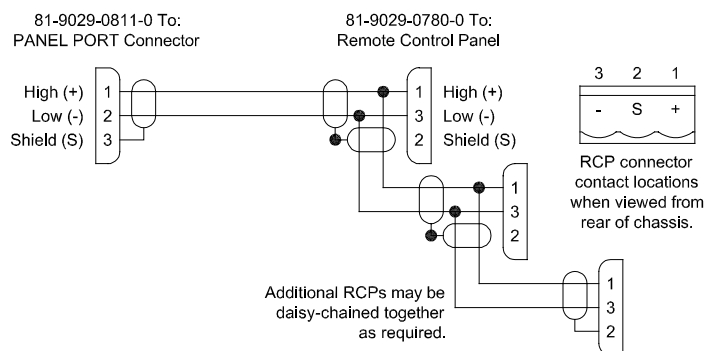 81-9029-0811-0 To:
PANEL PORT Connector
81-9029-0780-0 To:
Remote Control Panel
High (+) 1
Low (-) 2
Shield (S) 3
1 High (+)
3 Low (-)
2 Shield (S)
3 2 1
- S +
RCP connector
contact locations
when viewed from
rear of chassis.
1
3
2
Additional RCPs may be
daisy-chained together
as required.
1
3
2